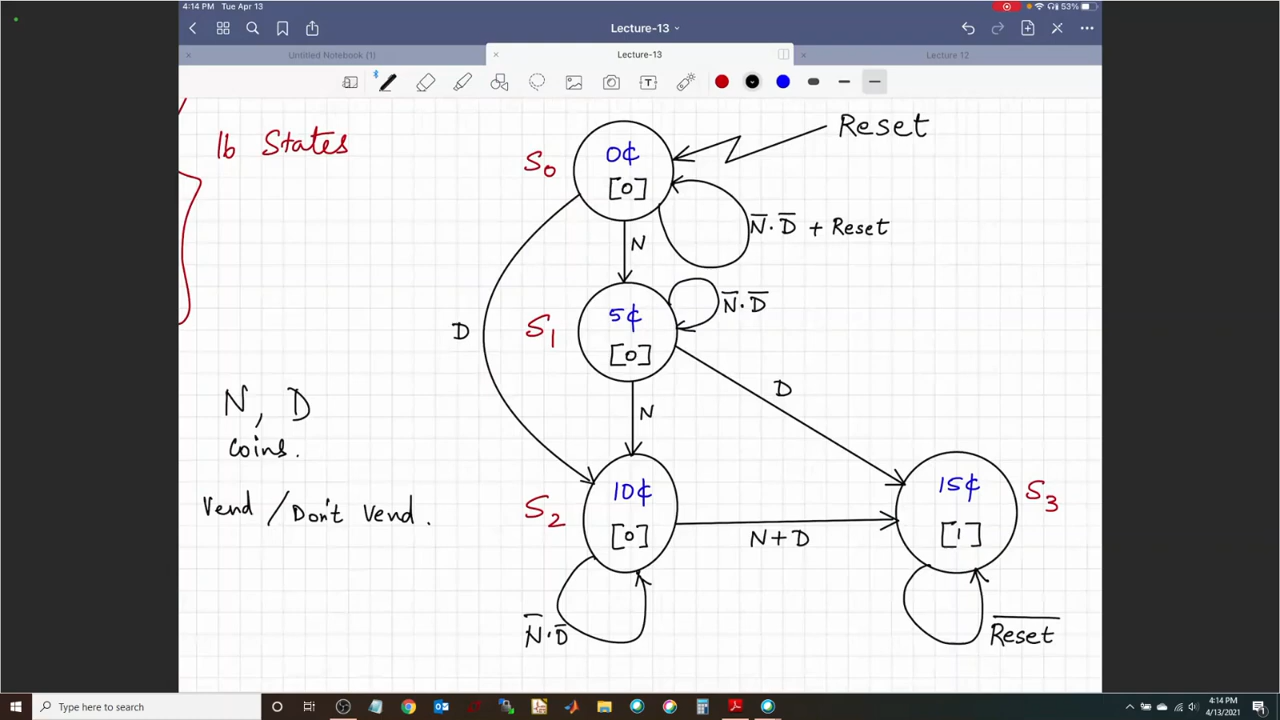 4:14 PM Tue Apr 13
53%
Lecture-13
Untitled Notebook (1)
Lecture-13
Lecture 12
T
16 States
Reset
S0
0¢
[0]
N̅·D̅ + Reset
N
S1
5¢
[0]
N̅·D̅
D
D
N
N, D
coins.
Vend / Don't Vend.
S2
10¢
[0]
N+D
15¢
[1]
S3
N̅·D̅
R̅e̅s̅e̅t̅
Type here to search
4:14 PM
4/13/2021